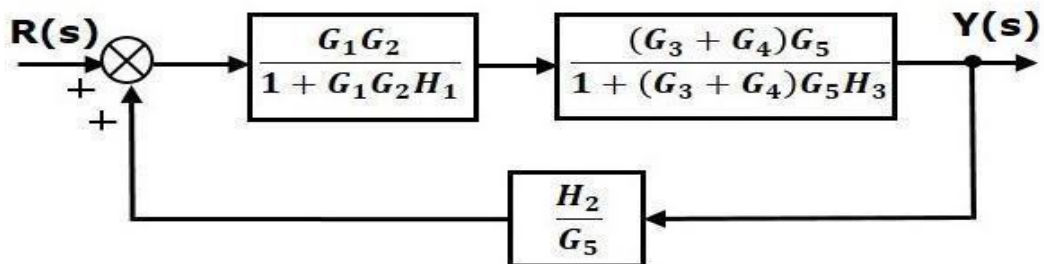 R(s)
Y(s)
+
+
G₁G₂
1 + G₁G₂H₁
(G₃ + G₄)G₅
1 + (G₃ + G₄)G₅H₃
H₂
G₅